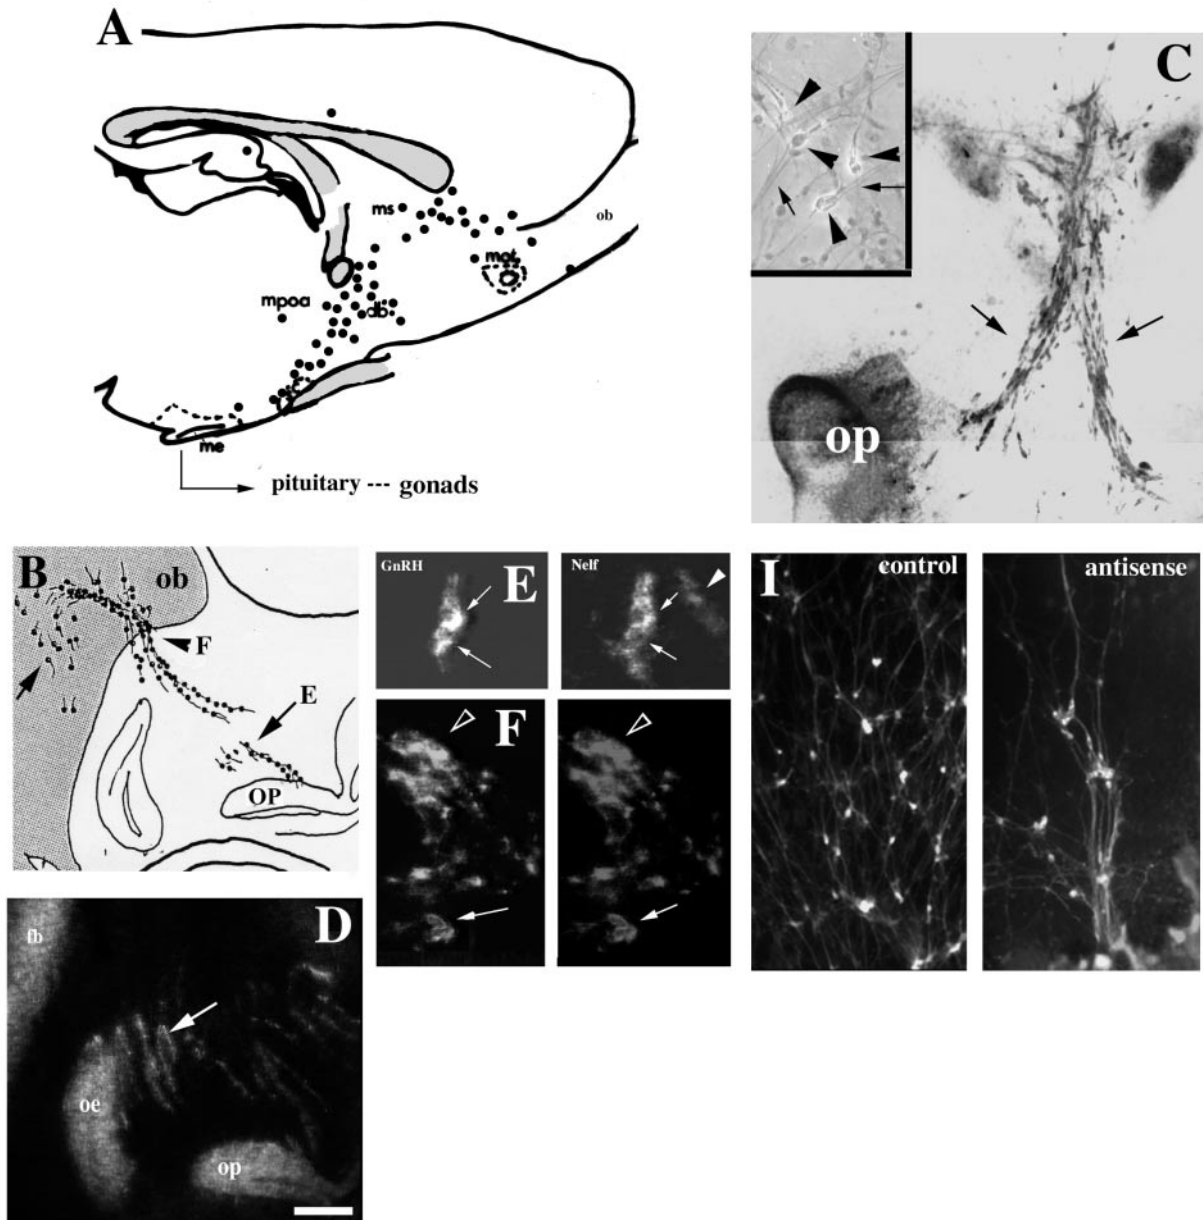 A
ms
ob
mot
mpoa
db
me
pituitary --- gonads
C
op
B
ob
F
E
OP
GnRH
E
Nelf
F
I
control
antisense
D
fb
oe
op